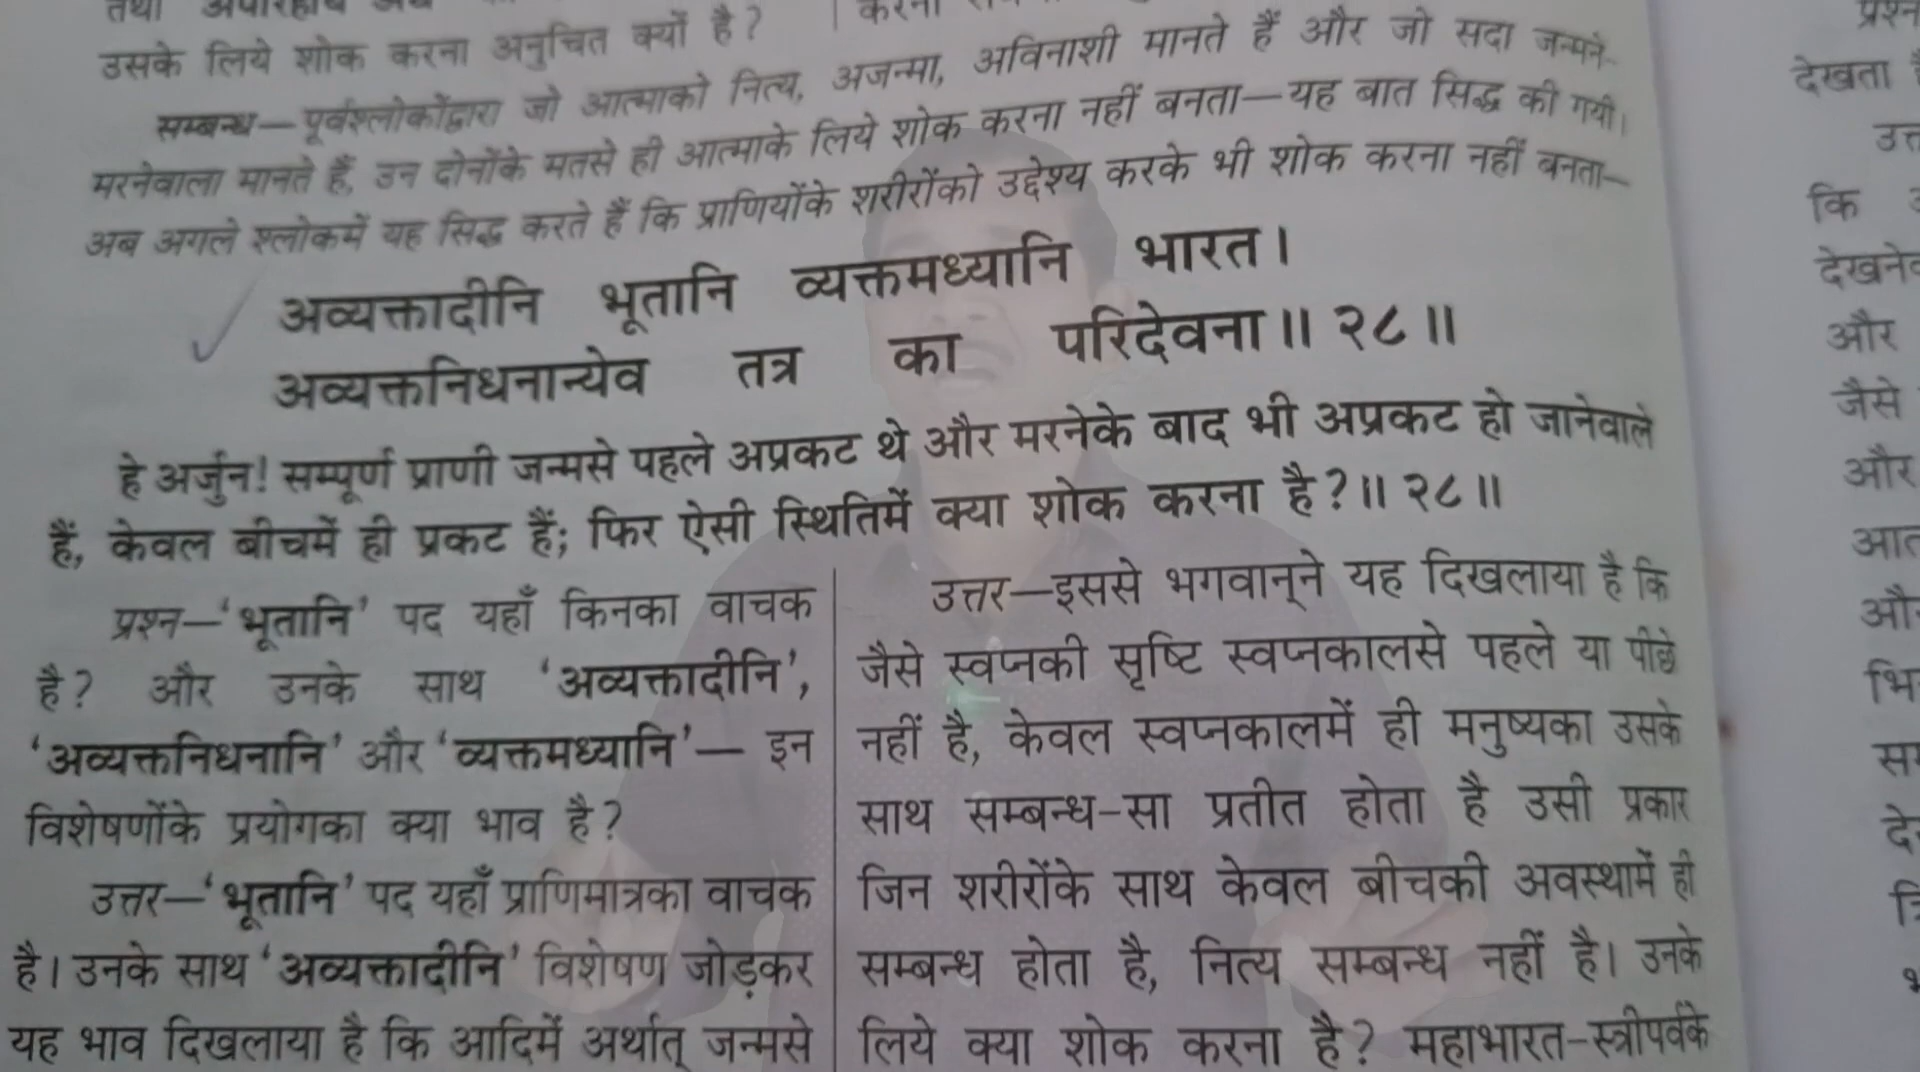 उसके लिये शोक करना अनुचित क्यों है?
सम्बन्ध—पूर्वश्लोकोंद्वारा जो आत्माको नित्य, अजन्मा, अविनाशी मानते हैं और जो सदा जन्मने-
मरनेवाला मानते हैं, उन दोनोंके मतसे ही आत्माके लिये शोक करना नहीं बनता—यह बात सिद्ध की गयी।
अब अगले श्लोकमें यह सिद्ध करते हैं कि प्राणियोंके शरीरोंको उद्देश्य करके भी शोक करना नहीं बनता—
अव्यक्तादीनि भूतानि व्यक्तमध्यानि भारत।
अव्यक्तनिधनान्येव तत्र का परिदेवना॥ २८॥
हे अर्जुन! सम्पूर्ण प्राणी जन्मसे पहले अप्रकट थे और मरनेके बाद भी अप्रकट हो जानेवाले
हैं, केवल बीचमें ही प्रकट हैं; फिर ऐसी स्थितिमें क्या शोक करना है?॥ २८॥
प्रश्न—‘भूतानि’ पद यहाँ किनका वाचक
है? और उनके साथ ‘अव्यक्तादीनि’,
‘अव्यक्तनिधनानि’ और ‘व्यक्तमध्यानि’— इन
विशेषणोंके प्रयोगका क्या भाव है?
उत्तर—‘भूतानि’ पद यहाँ प्राणिमात्रका वाचक
है। उनके साथ ‘अव्यक्तादीनि’ विशेषण जोड़कर
यह भाव दिखलाया है कि आदिमें अर्थात् जन्मसे
उत्तर—इससे भगवान्‌ने यह दिखलाया है कि
जैसे स्वप्नकी सृष्टि स्वप्नकालसे पहले या पीछे
नहीं है, केवल स्वप्नकालमें ही मनुष्यका उसके
साथ सम्बन्ध-सा प्रतीत होता है उसी प्रकार
जिन शरीरोंके साथ केवल बीचकी अवस्थामें ही
सम्बन्ध होता है, नित्य सम्बन्ध नहीं है। उनके
लिये क्या शोक करना है? महाभारत-स्त्रीपर्वके
देखता
कि
और
जैसे
और